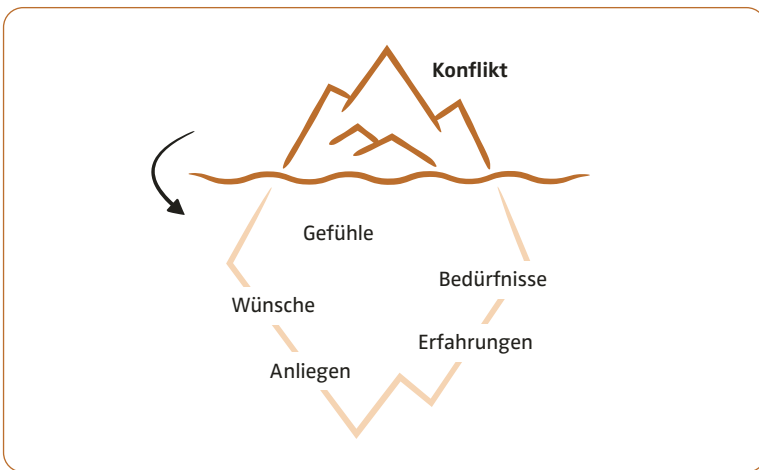 Konflikt
Gefühle
Bedürfnisse
Wünsche
Erfahrungen
Anliegen